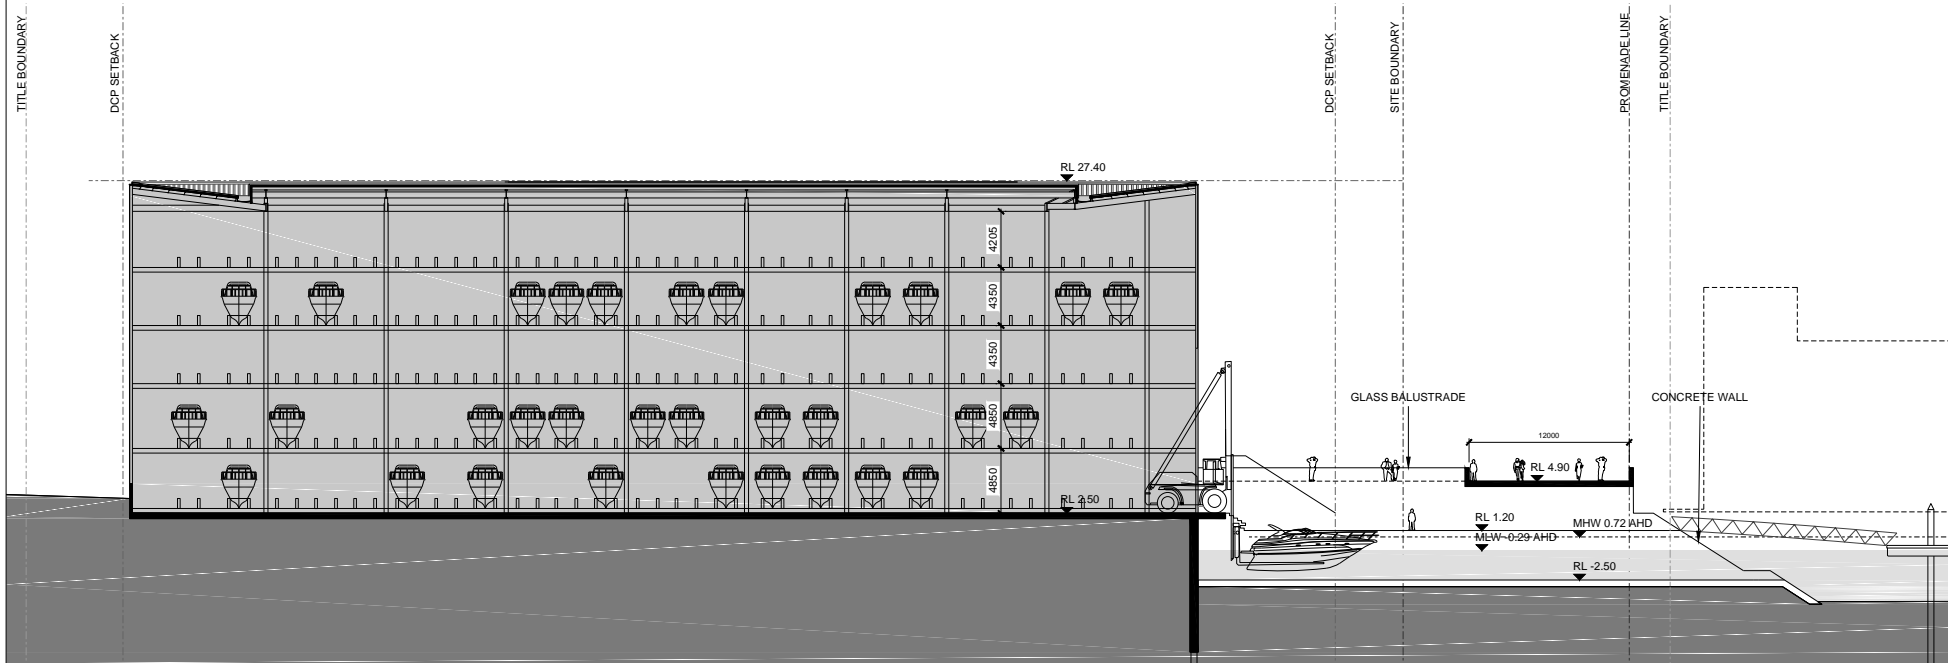 TITLE BOUNDARY
DCP SETBACK
DCP SETBACK
SITE BOUNDARY
PROMENADE LINE
TITLE BOUNDARY
RL 27.40
4205
4350
4350
4850
4850
GLASS BALUSTRADE
CONCRETE WALL
12000
RL 4.90
RL 2.50
RL 1.20
MHW 0.72 AHD
MLW -0.29 AHD
RL -2.50